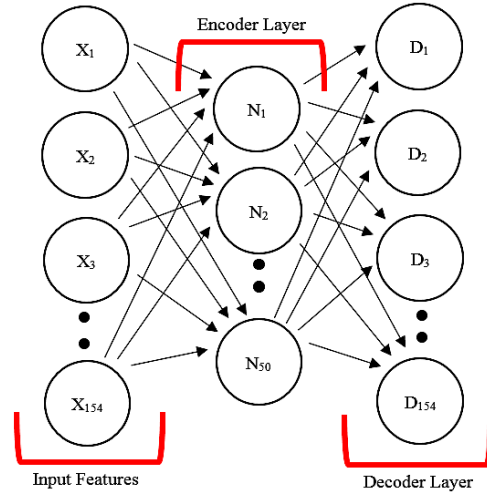 Encoder Layer
X1
X2
X3
X154
N1
N2
N50
D1
D2
D3
D154
Input Features
Decoder Layer